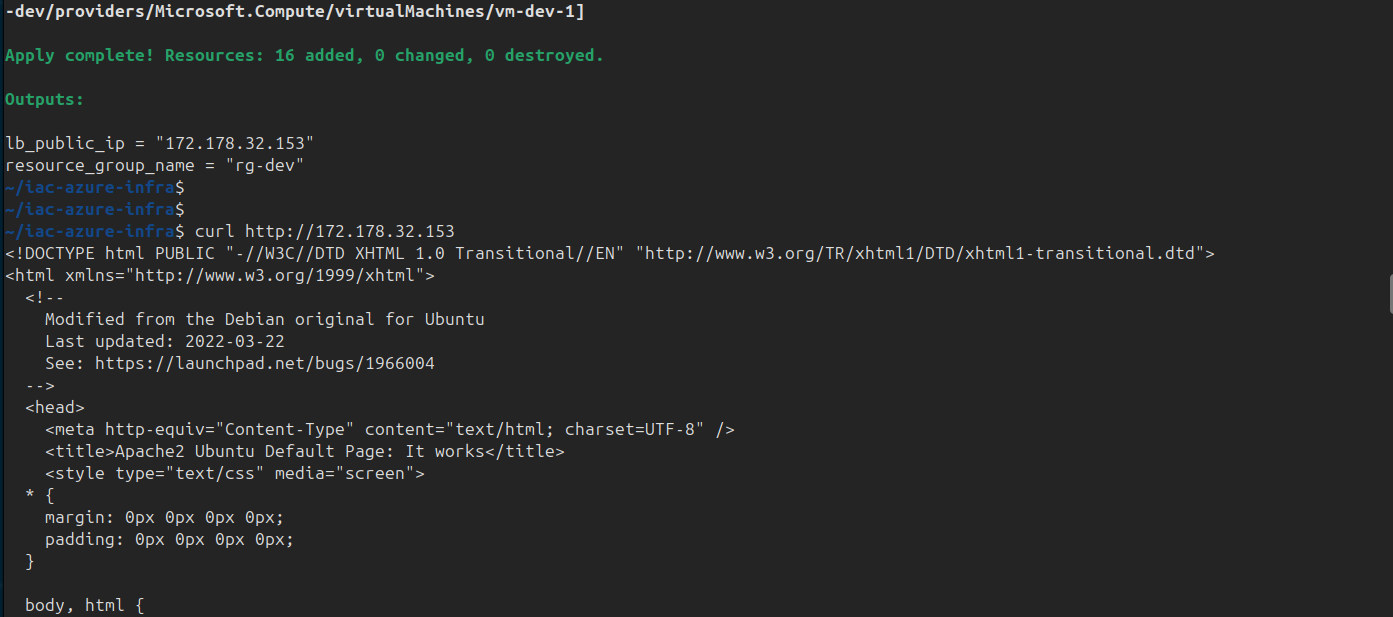 -dev/providers/Microsoft.Compute/virtualMachines/vm-dev-1]
Apply complete! Resources: 16 added, 0 changed, 0 destroyed.
Outputs:
lb_public_ip = "172.178.32.153"
resource_group_name = "rg-dev"
~/iac-azure-infra$
~/iac-azure-infra$
~/iac-azure-infra$ curl http://172.178.32.153
<!DOCTYPE html PUBLIC "-//W3C//DTD XHTML 1.0 Transitional//EN" "http://www.w3.org/TR/xhtml1/DTD/xhtml1-transitional.dtd">
<html xmlns="http://www.w3.org/1999/xhtml">
  <!--
    Modified from the Debian original for Ubuntu
    Last updated: 2022-03-22
    See: https://launchpad.net/bugs/1966004
  -->
  <head>
    <meta http-equiv="Content-Type" content="text/html; charset=UTF-8" />
    <title>Apache2 Ubuntu Default Page: It works</title>
    <style type="text/css" media="screen">
  * {
    margin: 0px 0px 0px 0px;
    padding: 0px 0px 0px 0px;
  }
  body, html {